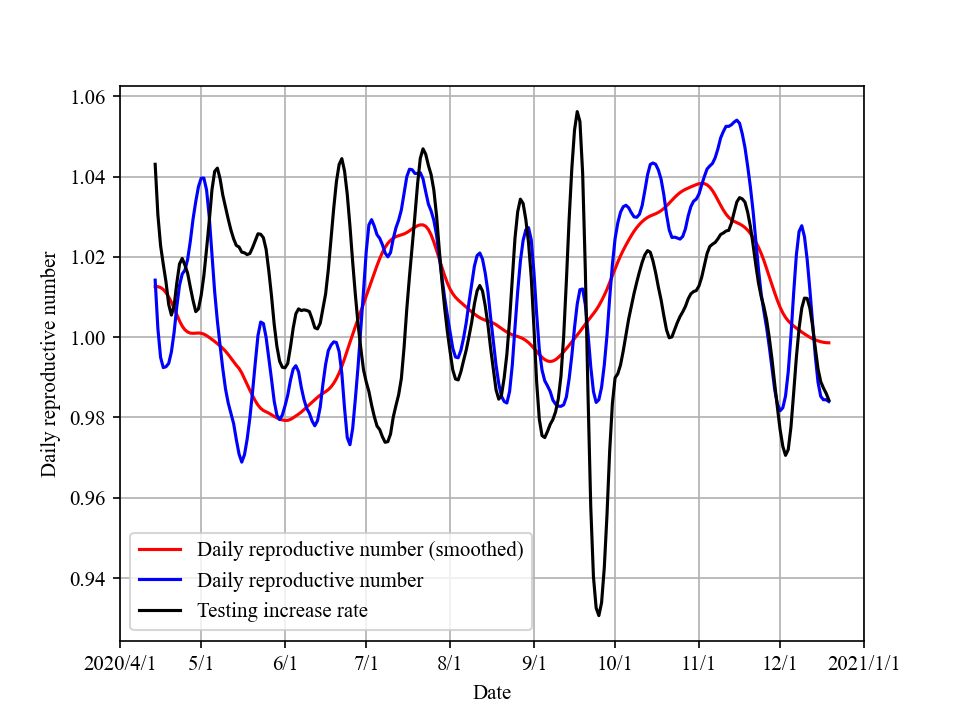 1.06
1.04
1.02
1.00
0.98
0.96
0.94
Daily reproductive number
Daily reproductive number (smoothed)
Daily reproductive number
Testing increase rate
2020/4/1 5/1 6/1 7/1 8/1 9/1 10/1 11/1 12/1 2021/1/1
Date